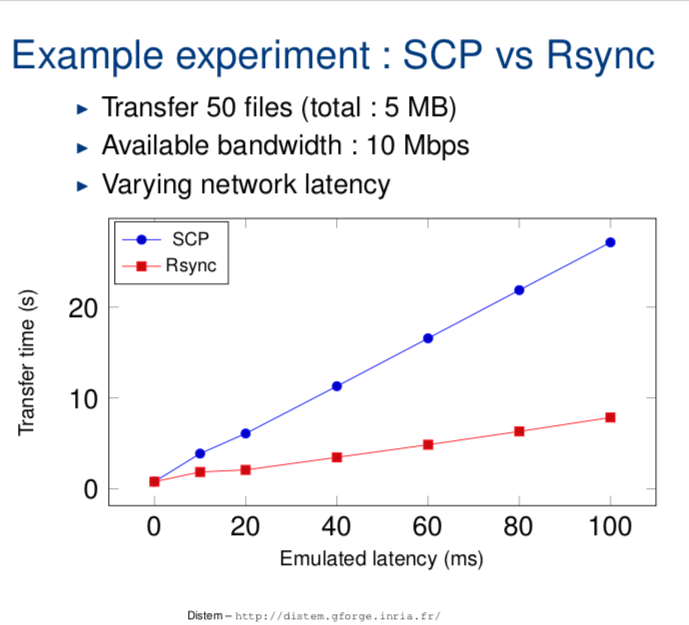 Example experiment : SCP vs Rsync
► Transfer 50 files (total : 5 MB)
► Available bandwidth : 10 Mbps
► Varying network latency
SCP
Rsync
Transfer time (s)
20
10
0
0 20 40 60 80 100
Emulated latency (ms)
Distem – http://distem.gforge.inria.fr/